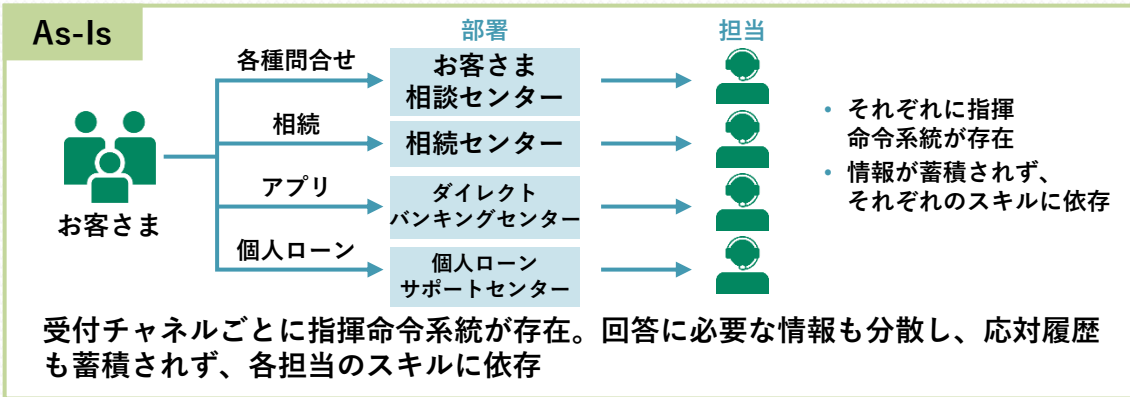 As-Is
部署
担当
各種問合せ
お客さま
相談センター
相続
相続センター
アプリ
ダイレクト
バンキングセンター
個人ローン
個人ローン
サポートセンター
お客さま
• それぞれに指揮
命令系統が存在
• 情報が蓄積されず、
それぞれのスキルに依存
受付チャネルごとに指揮命令系統が存在。回答に必要な情報も分散し、応対履歴
も蓄積されず、各担当のスキルに依存